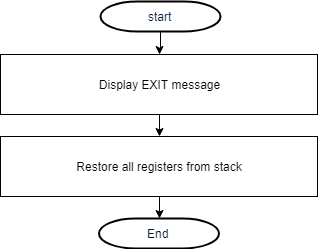 start
Display EXIT message
Restore all registers from stack
End